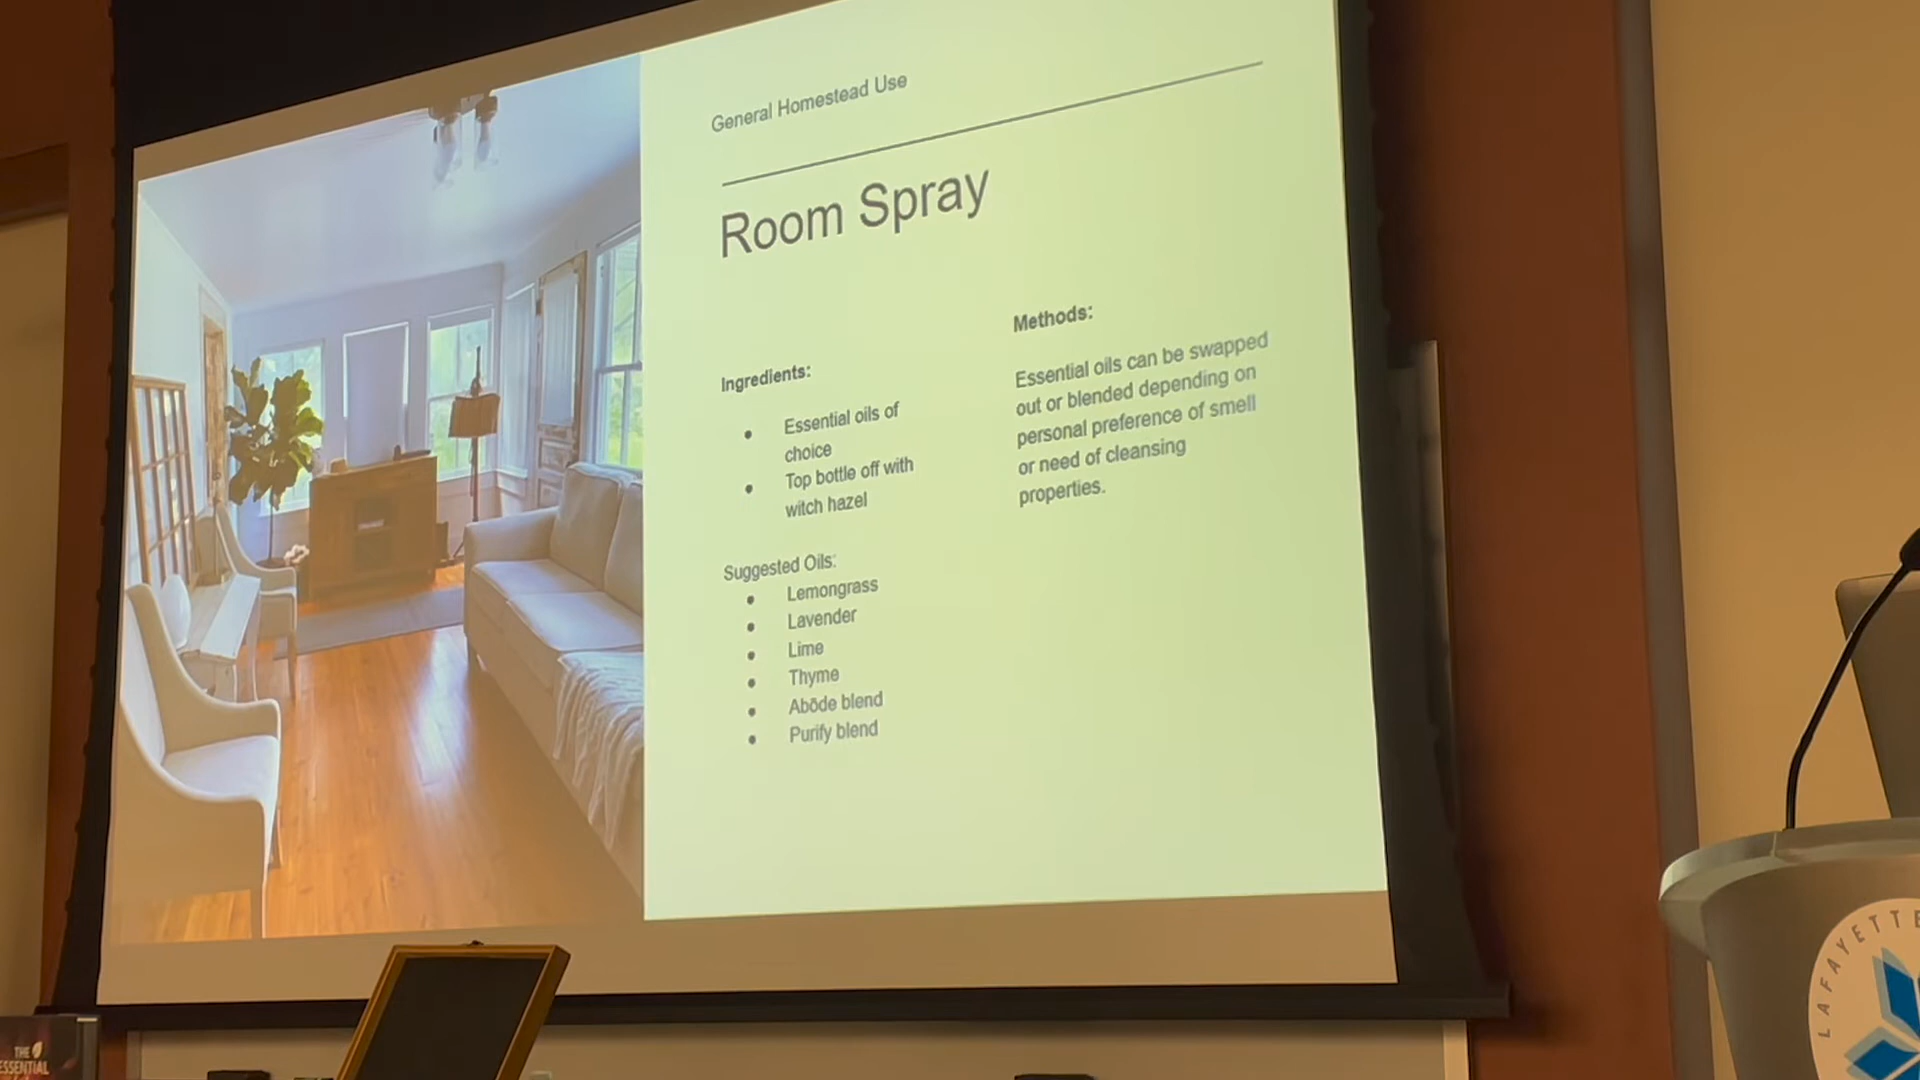 General Homestead Use
Room Spray
Ingredients:
Essential oils of
choice
Top bottle off with
witch hazel
Suggested Oils:
Lemongrass
Lavender
Lime
Thyme
Abōde blend
Purify blend
Methods:
Essential oils can be swapped
out or blended depending on
personal preference of smell
or need of cleansing
properties.
THE
ESSENTIAL
LAFAYETTE